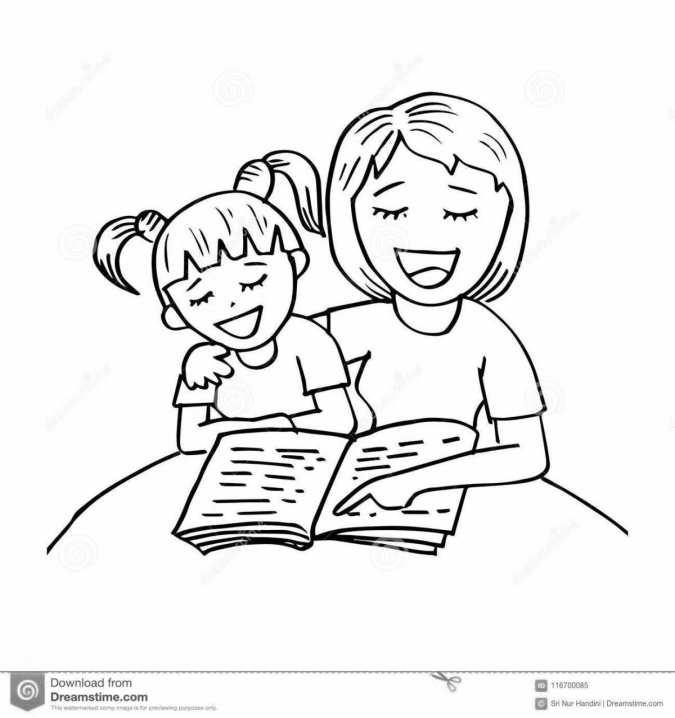 Download from
Dreamstime.com
This watermarked comp image is for previewing purposes only.
ID 116700085
© Sri Nur Handini | Dreamstime.com